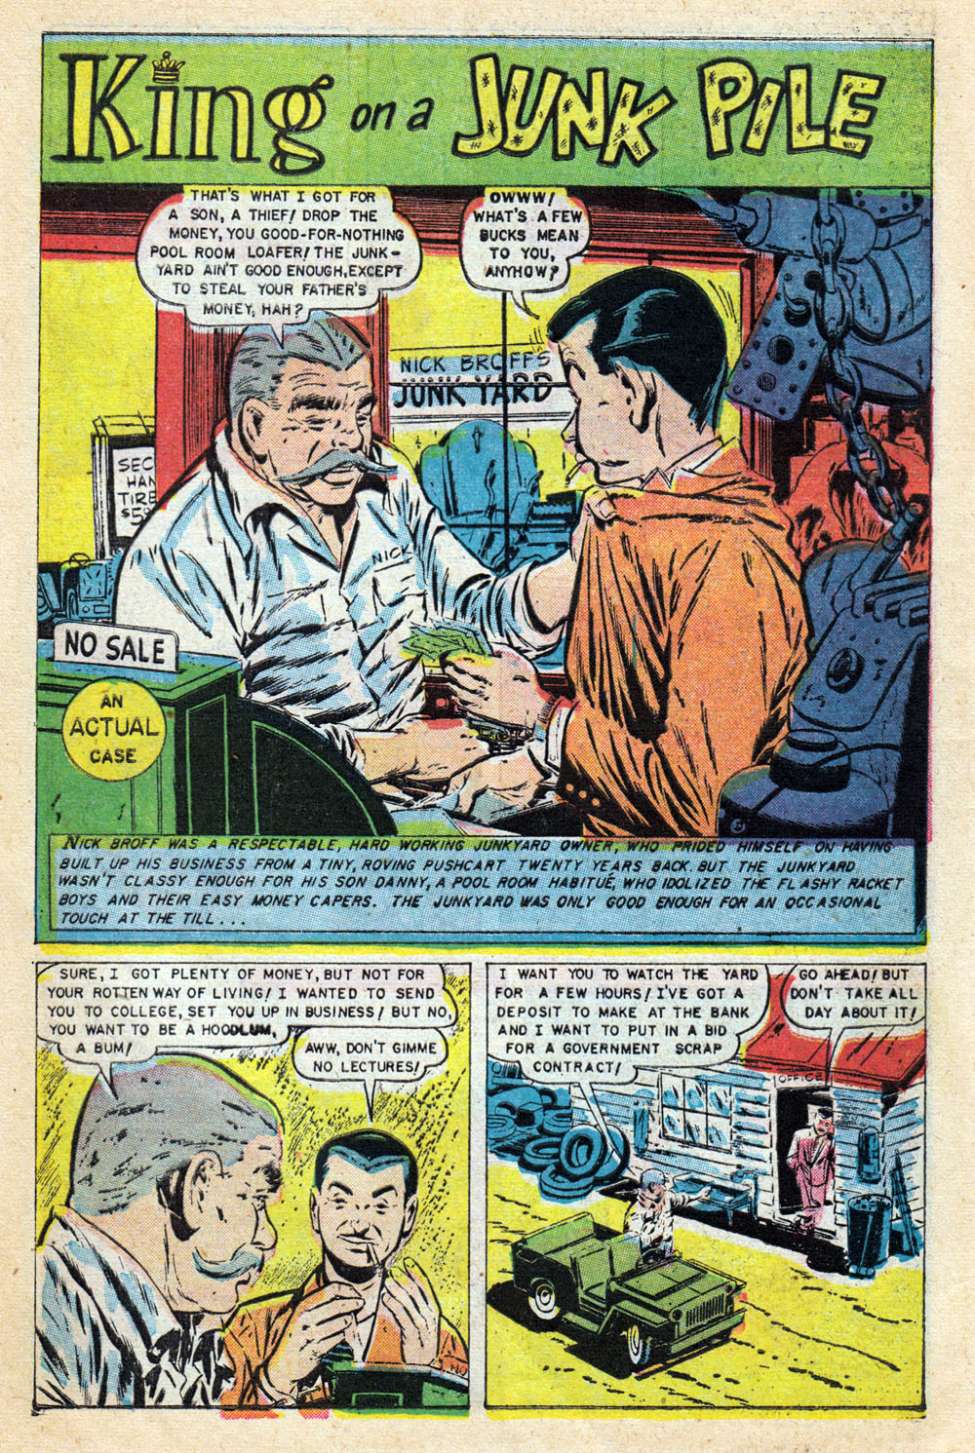 King on a JUNK PILE
THAT'S WHAT I GOT FOR
A SON, A THIEF! DROP THE
MONEY, YOU GOOD-FOR-NOTHING
POOL ROOM LOAFER! THE JUNK-
YARD AIN'T GOOD ENOUGH, EXCEPT
TO STEAL YOUR FATHER'S
MONEY, HAH?
OWWW!
WHAT'S A FEW
BUCKS MEAN
TO YOU,
ANYHOW?
NICK BROFF'S
JUNK YARD
SEC
HAN
TIRE
$5
NICK
NO SALE
AN
ACTUAL
CASE
NICK BROFF WAS A RESPECTABLE, HARD WORKING JUNKYARD OWNER, WHO PRIDED HIMSELF ON HAVING
BUILT UP HIS BUSINESS FROM A TINY, ROVING PUSHCART TWENTY YEARS BACK. BUT THE JUNKYARD
WASN'T CLASSY ENOUGH FOR HIS SON DANNY, A POOL ROOM HABITUÉ, WHO IDOLIZED THE FLASHY RACKET
BOYS AND THEIR EASY MONEY CAPERS. THE JUNKYARD WAS ONLY GOOD ENOUGH FOR AN OCCASIONAL
TOUCH AT THE TILL...
SURE, I GOT PLENTY OF MONEY, BUT NOT FOR
YOUR ROTTEN WAY OF LIVING! I WANTED TO SEND
YOU TO COLLEGE, SET YOU UP IN BUSINESS! BUT NO,
YOU WANT TO BE A HOODLUM,
A BUM!
AWW, DON'T GIMME
NO LECTURES!
I WANT YOU TO WATCH THE YARD
FOR A FEW HOURS! I'VE GOT A
DEPOSIT TO MAKE AT THE BANK
AND I WANT TO PUT IN A BID
FOR A GOVERNMENT SCRAP
CONTRACT!
GO AHEAD! BUT
DON'T TAKE ALL
DAY ABOUT IT!
OFFICE